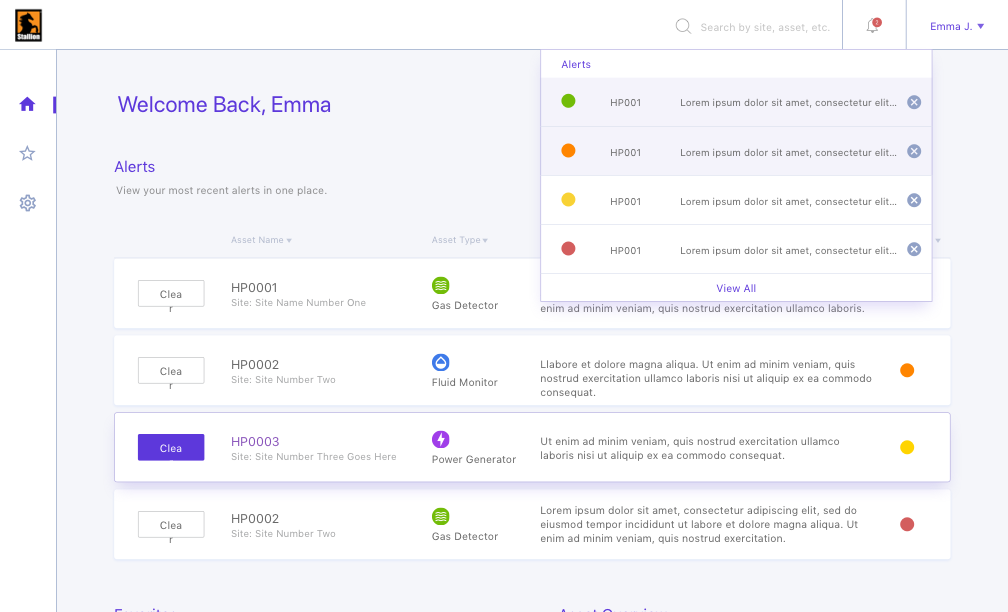 Stallion
Search by site, asset, etc.
2
Emma J.
Alerts
HP001 Lorem ipsum dolor sit amet, consectetur elit...
HP001 Lorem ipsum dolor sit amet, consectetur elit...
HP001 Lorem ipsum dolor sit amet, consectetur elit...
HP001 Lorem ipsum dolor sit amet, consectetur elit...
View All
Welcome Back, Emma
Alerts
View your most recent alerts in one place.
Asset Name Asset Type
Clea
r
HP0001
Site: Site Name Number One
Gas Detector
enim ad minim veniam, quis nostrud exercitation ullamco laboris.
Clea
r
HP0002
Site: Site Number Two
Fluid Monitor
Llabore et dolore magna aliqua. Ut enim ad minim veniam, quis
nostrud exercitation ullamco laboris nisi ut aliquip ex ea commodo
consequat.
Clea
HP0003
Site: Site Number Three Goes Here
Power Generator
Ut enim ad minim veniam, quis nostrud exercitation ullamco
laboris nisi ut aliquip ex ea commodo consequat.
Clea
r
HP0002
Site: Site Number Two
Gas Detector
Lorem ipsum dolor sit amet, consectetur adipiscing elit, sed do
eiusmod tempor incididunt ut labore et dolore magna aliqua. Ut
enim ad minim veniam, quis nostrud exercitation.